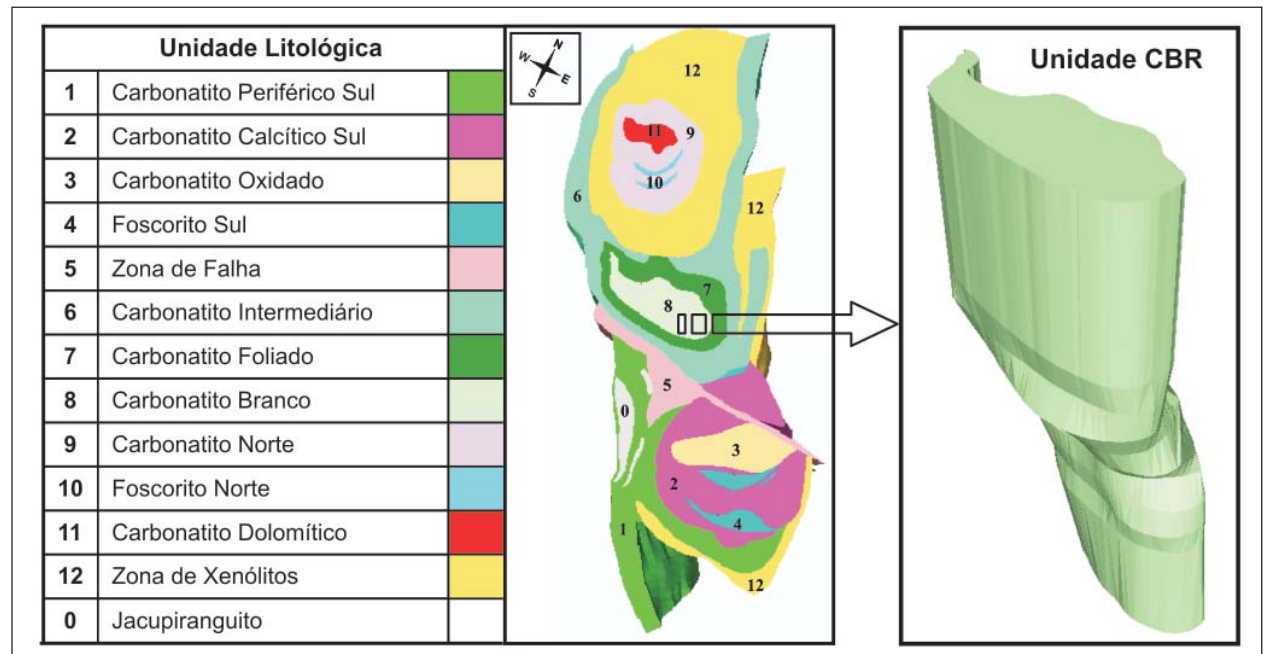 Unidade Litológica
1 Carbonatito Periférico Sul
2 Carbonatito Calcítico Sul
3 Carbonatito Oxidado
4 Foscorito Sul
5 Zona de Falha
6 Carbonatito Intermediário
7 Carbonatito Foliado
8 Carbonatito Branco
9 Carbonatito Norte
10 Foscorito Norte
11 Carbonatito Dolomítico
12 Zona de Xenólitos
0 Jacupiranguito
N
W
E
S
12
11
9
10
6
12
7
8
5
0
3
2
4
1
12
Unidade CBR